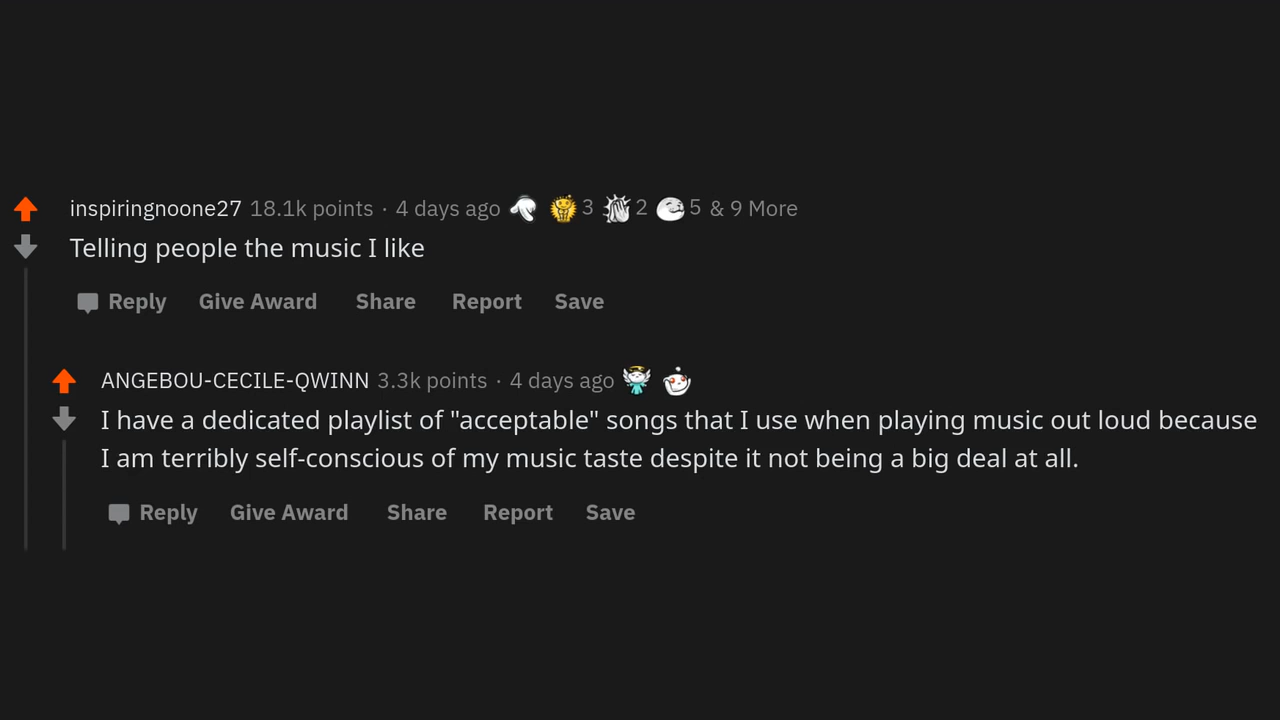 inspiringnoone27 18.1k points · 4 days ago 3 2 5 & 9 More
Telling people the music I like
Reply Give Award Share Report Save
ANGEBOU-CECILE-QWINN 3.3k points · 4 days ago
I have a dedicated playlist of "acceptable" songs that I use when playing music out loud because
I am terribly self-conscious of my music taste despite it not being a big deal at all.
Reply Give Award Share Report Save